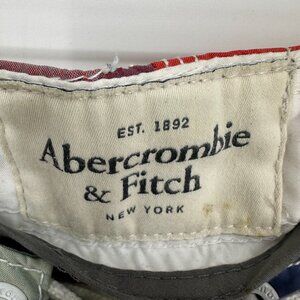 EST. 1892
Abercrombie
& Fitch
NEW YORK